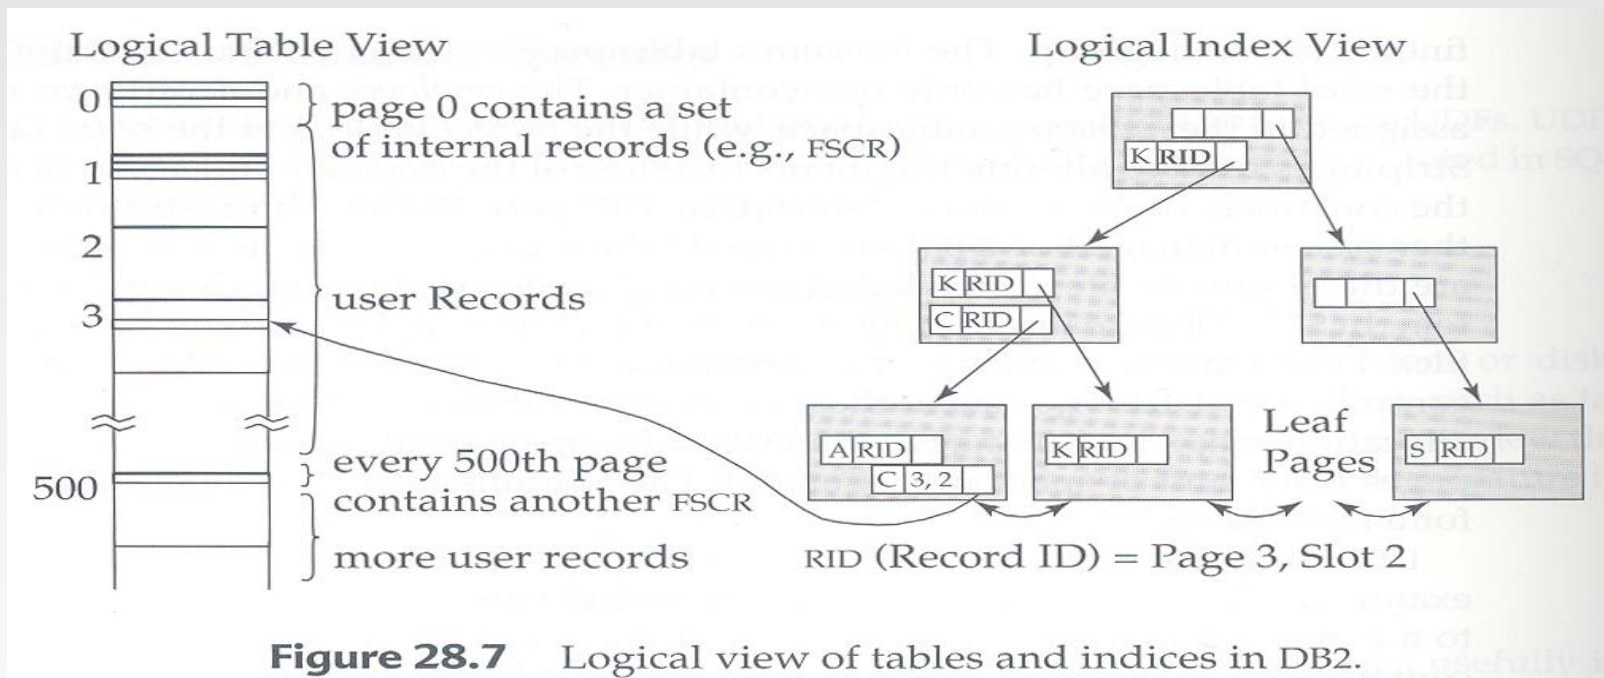 Logical Table View
0
page 0 contains a set
of internal records (e.g., FSCR)
1
2
user Records
3
every 500th page
500
contains another FSCR
more user records
Logical Index View
K RID
K RID
C RID
A RID
C 3, 2
K RID
Leaf
Pages
S RID
RID (Record ID) = Page 3, Slot 2
Figure 28.7 Logical view of tables and indices in DB2.